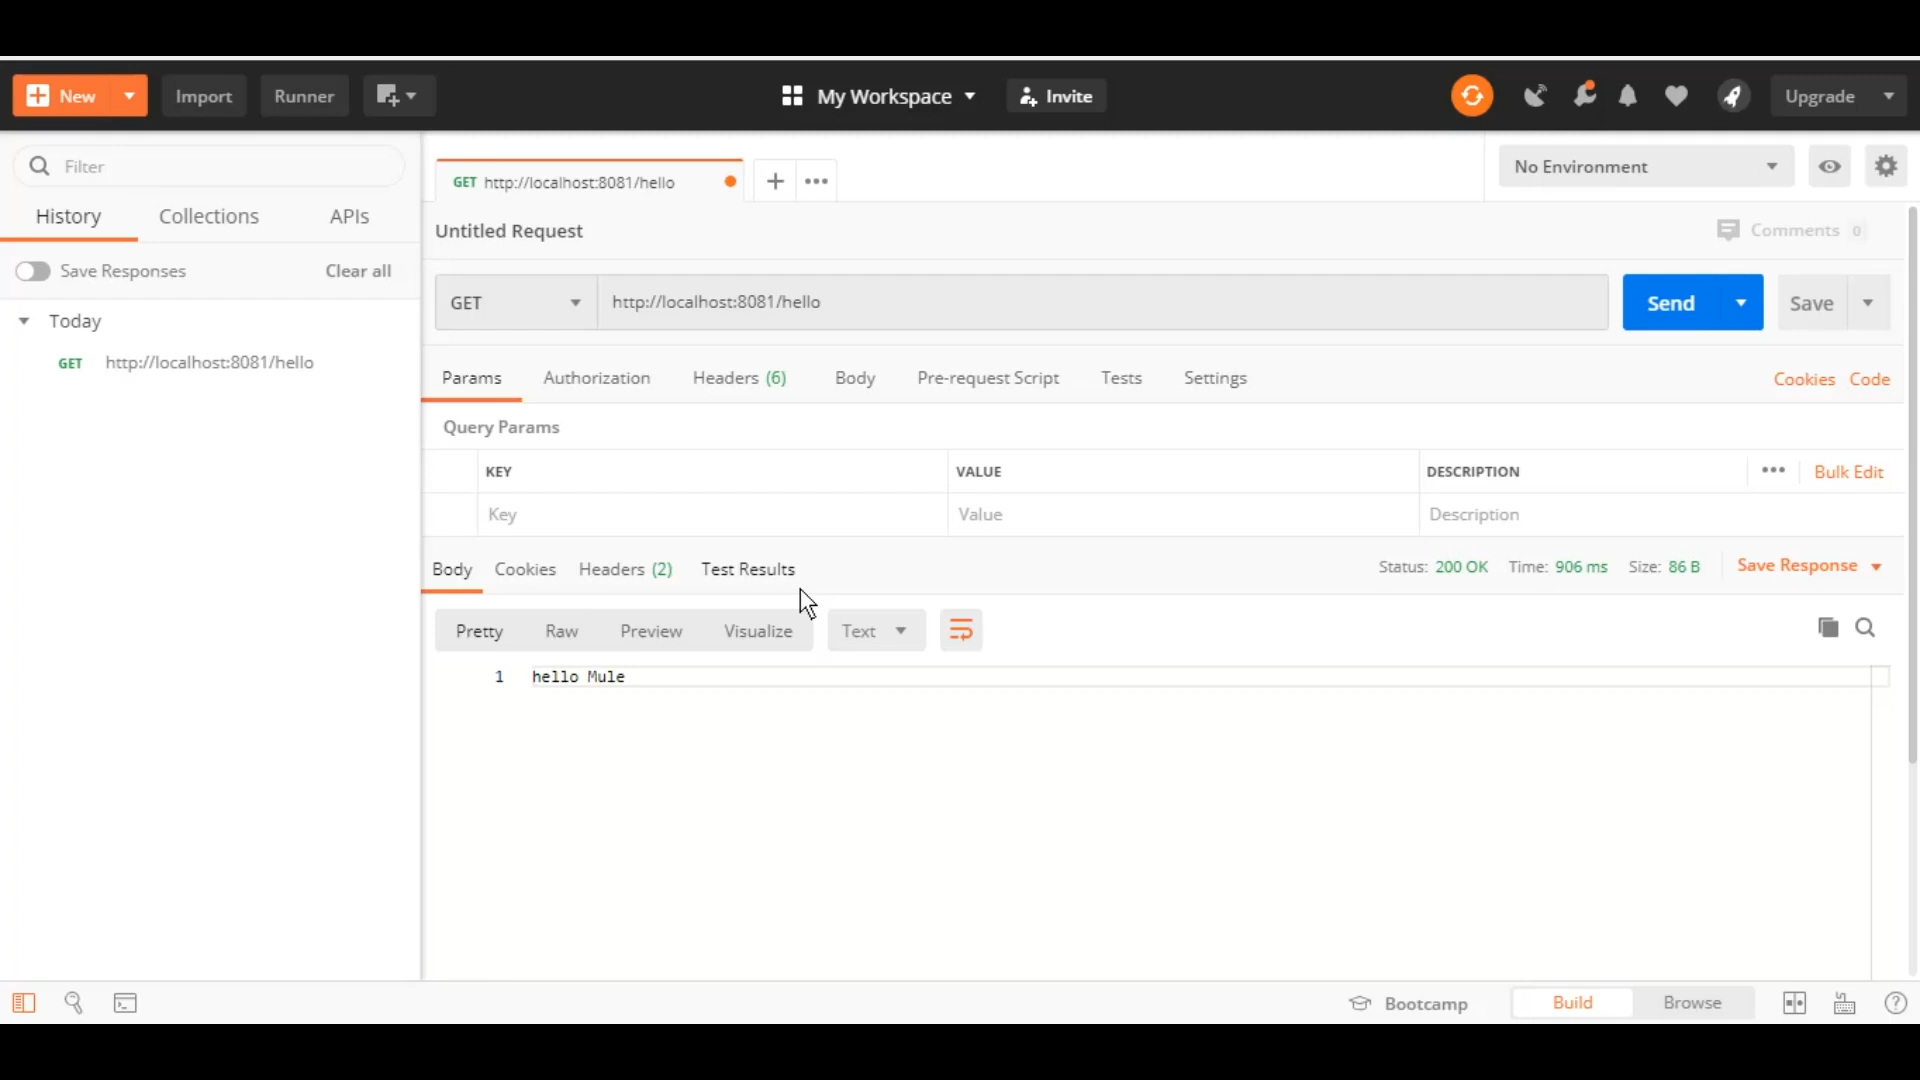 New
Import
Runner
My Workspace
Invite
Upgrade
Filter
GET http://localhost:8081/hello
No Environment
History
Collections
APIs
Untitled Request
Comments 0
Save Responses
Clear all
GET
http://localhost:8081/hello
Send
Save
Today
GET http://localhost:8081/hello
Params
Authorization
Headers (6)
Body
Pre-request Script
Tests
Settings
Cookies
Code
Query Params
KEY
VALUE
DESCRIPTION
Bulk Edit
Key
Value
Description
Body
Cookies
Headers (2)
Test Results
Status: 200 OK
Time: 906 ms
Size: 86 B
Save Response
Pretty
Raw
Preview
Visualize
Text
1 hello Mule
Bootcamp
Build
Browse